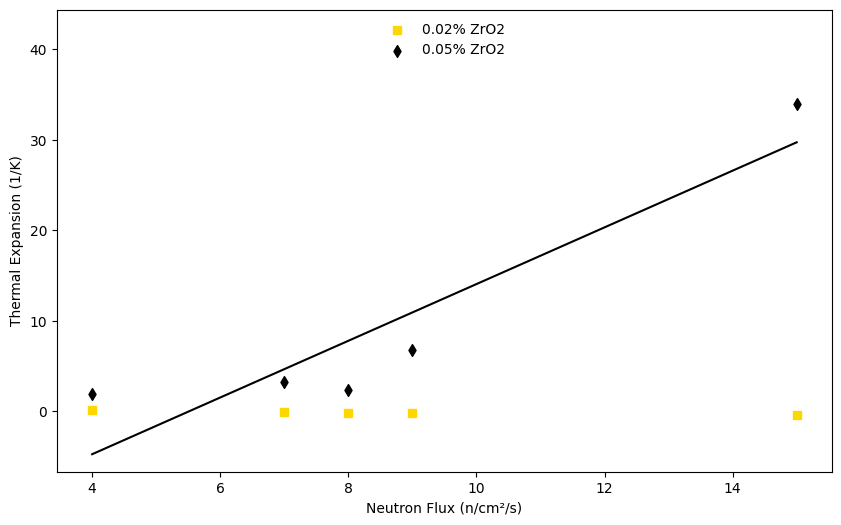 0.02% ZrO2
0.05% ZrO2
40
30
20
10
0
Thermal Expansion (1/K)
4 6 8 10 12 14
Neutron Flux (n/cm²/s)